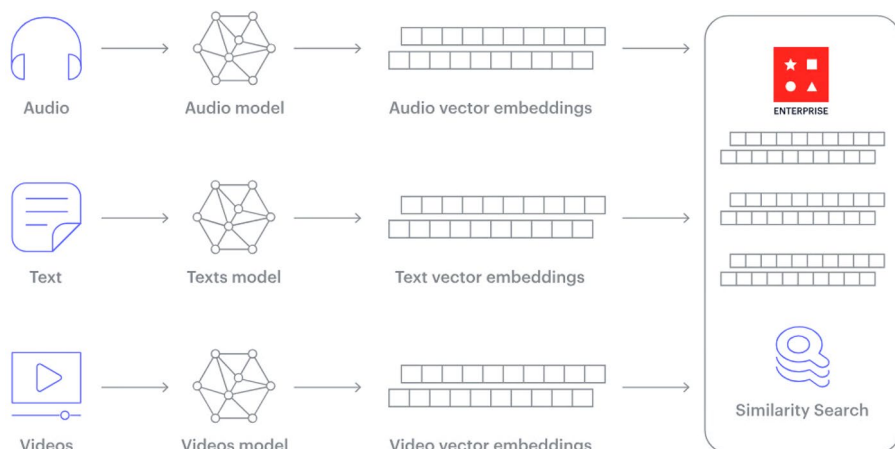 Audio
Audio model
Audio vector embeddings
ENTERPRISE
Text
Texts model
Text vector embeddings
Similarity Search
Videos
Videos model
Video vector embeddings